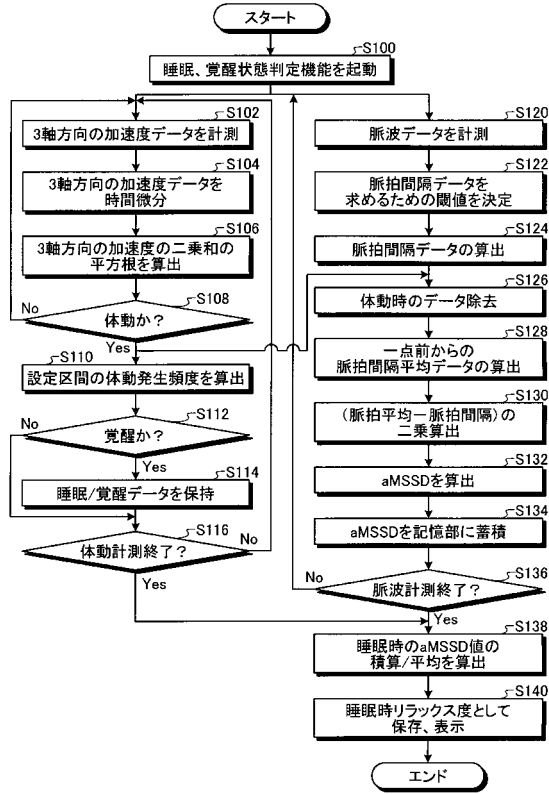 スタート
S100
睡眠、覚醒状態判定機能を起動
S102
3軸方向の加速度データを計測
S104
3軸方向の加速度データを
時間微分
S106
3軸方向の加速度の二乗和の
平方根を算出
S108
体動か？
No
Yes
S110
設定区間の体動発生頻度を算出
S112
覚醒か？
No
Yes
S114
睡眠/覚醒データを保持
S116
体動計測終了？
No
Yes
S120
脈波データを計測
S122
脈拍間隔データを
求めるための閾値を決定
S124
脈拍間隔データの算出
S126
体動時のデータ除去
S128
一点前からの
脈拍間隔平均データの算出
S130
(脈拍平均－脈拍間隔)の
二乗算出
S132
aMSSDを算出
S134
aMSSDを記憶部に蓄積
S136
脈波計測終了？
No
Yes
S138
睡眠時のaMSSD値の
積算/平均を算出
S140
睡眠時リラックス度として
保存、表示
エンド